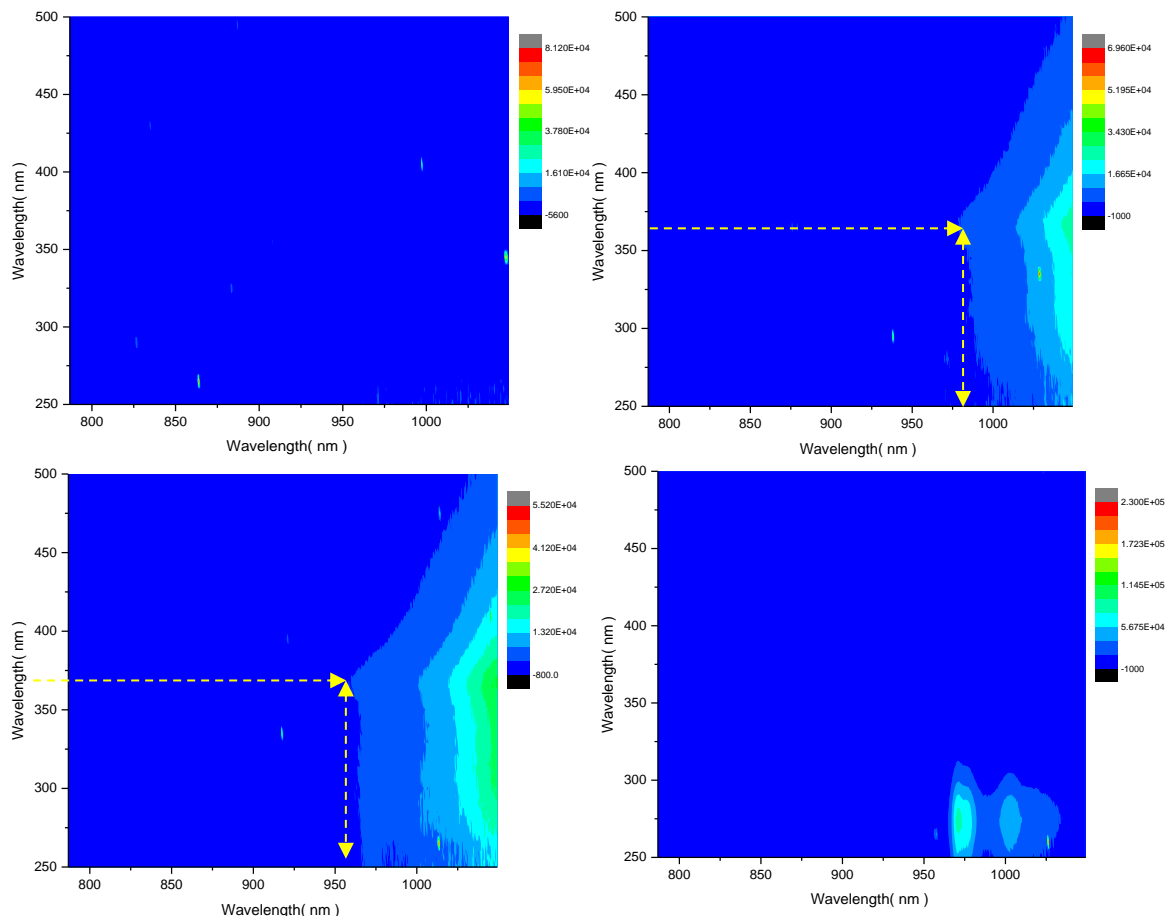 500
450
400
350
300
250
800 850 900 950 1000
Wavelength( nm )
Wavelength( nm )
8.120E+04
5.950E+04
3.780E+04
1.610E+04
-5600
500
450
400
350
300
250
800 850 900 950 1000
Wavelength( nm )
Wavelength( nm )
6.960E+04
5.195E+04
3.430E+04
1.665E+04
-1000
500
450
400
350
300
250
800 850 900 950 1000
Wavelength( nm )
Wavelength( nm )
5.520E+04
4.120E+04
2.720E+04
1.320E+04
-800.0
500
450
400
350
300
250
800 850 900 950 1000
Wavelength( nm )
Wavelength( nm )
2.300E+05
1.723E+05
1.145E+05
5.675E+04
-1000